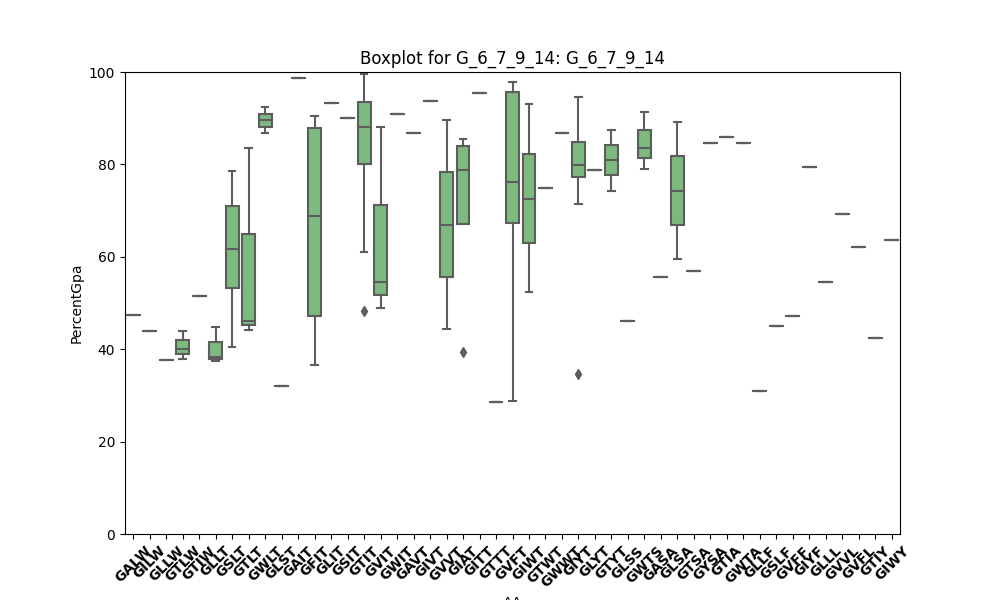 Boxplot for G_6_7_9_14: G_6_7_9_14
PercentGpa
100
80
60
40
20
0
GALW
GILW
GLLW
GTLW
GTIW
GLLT
GSLT
GTLT
GWLT
GLST
GAIT
GFIT
GLIT
GSIT
GTIT
GVIT
GWIT
GAVT
GIVT
GVVT
GIAT
GITT
GTTT
GVFT
GIWT
GTWT
GWWT
GIYT
GLYT
GTYT
GLSS
GWTS
GASA
GLSA
GTSA
GYSA
GTIA
GWTA
GLLF
GSLF
GIYF
GLLL
GVVL
GTIY
GIWY